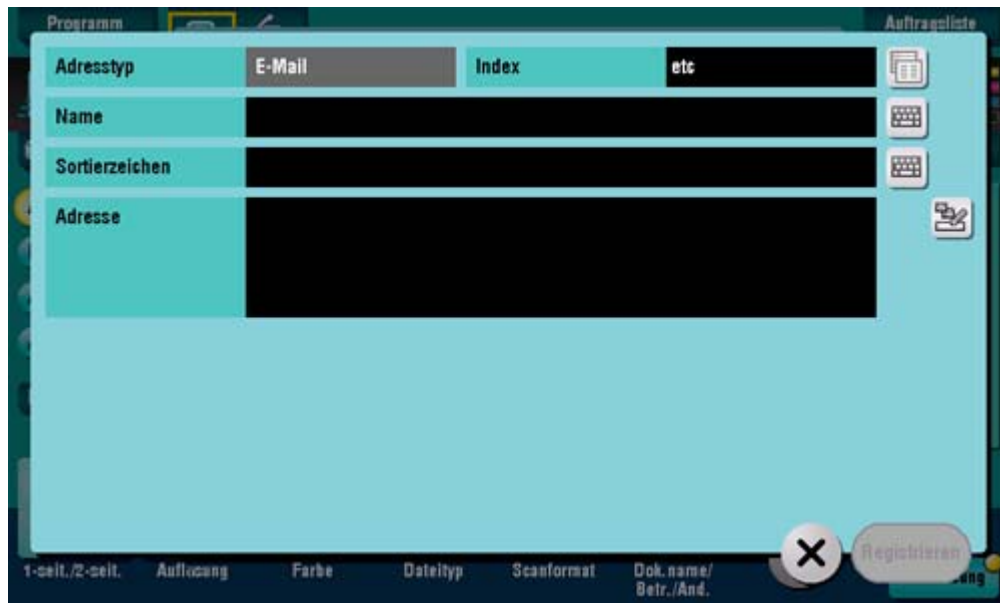 Programm
Auftragsliste
Adresstyp E-Mail Index etc
Name
Sortierzeichen
Adresse
Registrieren
1-seit./2-seit. Auflösung Farbe Dateityp Scanformat Dok.name/
Betr./And.